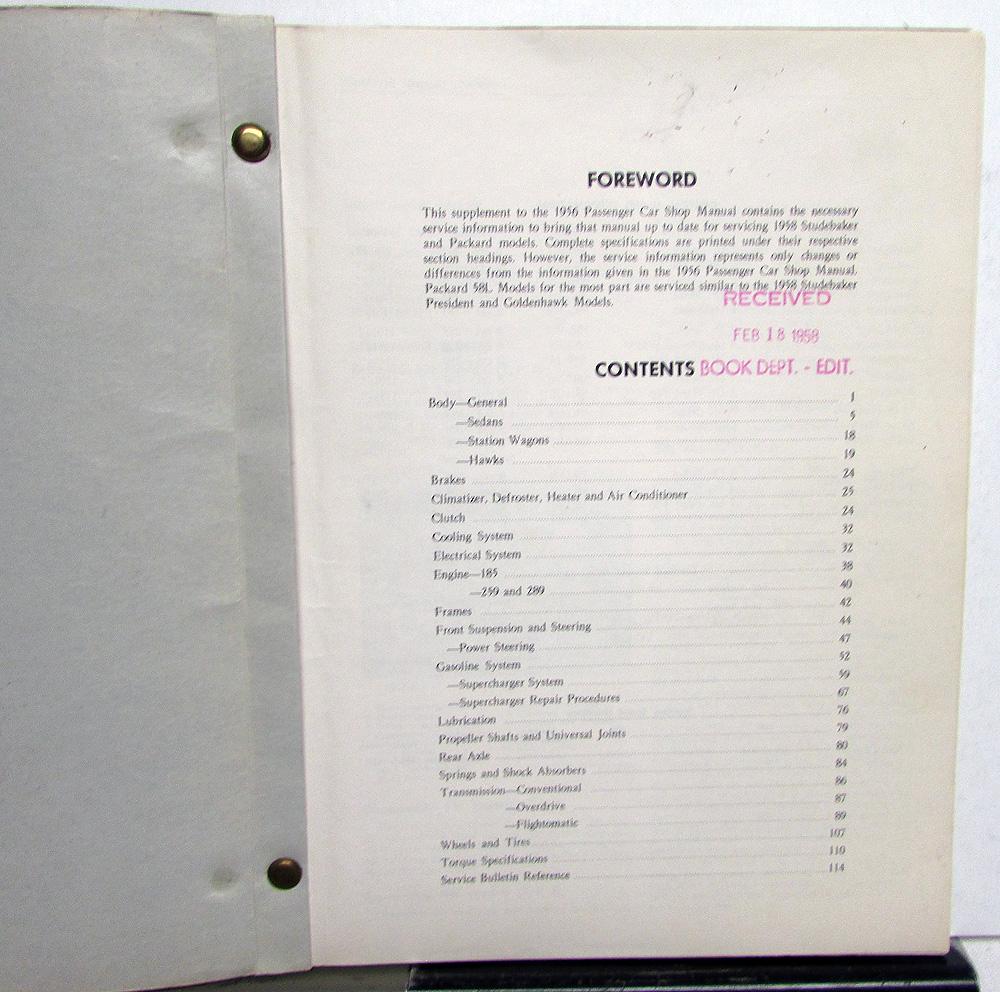 FOREWORD
This supplement to the 1956 Passenger Car Shop Manual contains the necessary
service information to bring that manual up to date for servicing 1958 Studebaker
and Packard models. Complete specifications are printed under their respective
section headings. However, the service information represents only changes or
differences from the information given in the 1956 Passenger Car Shop Manual.
Packard 58L Models for the most part are serviced similar to the 1958 Studebaker
President and Goldenhawk Models.
RECEIVED
FEB 18 1958
CONTENTS BOOK DEPT. - EDIT.
Body—General 1
—Sedans 5
—Station Wagons 18
—Hawks 19
Brakes 24
Climatizer, Defroster, Heater and Air Conditioner 25
Clutch 24
Cooling System 32
Electrical System 32
Engine—185 38
—259 and 289 40
Frames 42
Front Suspension and Steering 44
—Power Steering 47
Gasoline System 52
—Supercharger System 59
—Supercharger Repair Procedures 67
Lubrication 76
Propeller Shafts and Universal Joints 79
Rear Axle 80
Springs and Shock Absorbers 84
Transmission—Conventional 86
—Overdrive 87
—Flightomatic 89
Wheels and Tires 107
Torque Specifications 110
Service Bulletin Reference 114